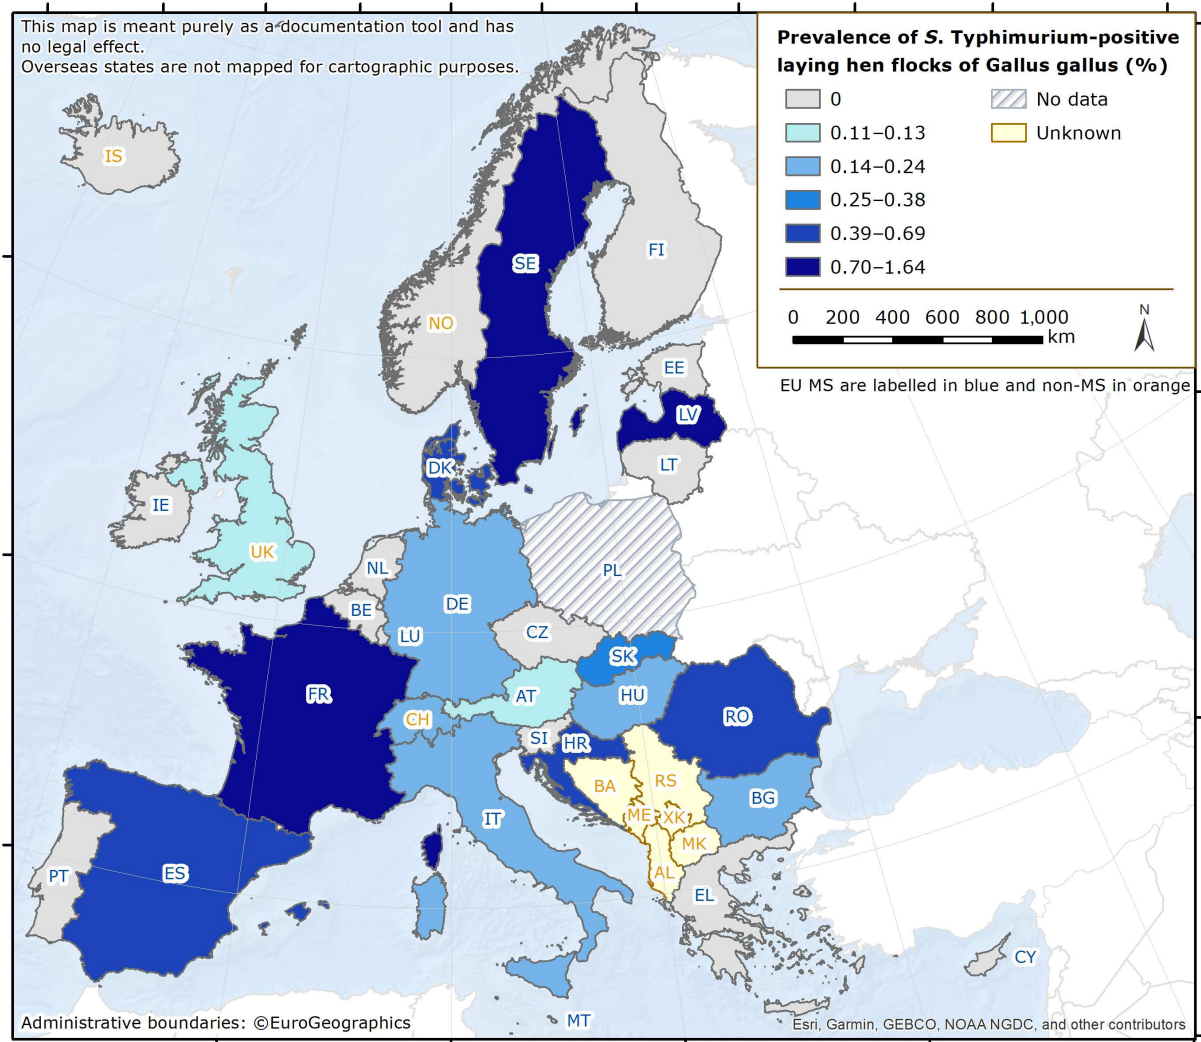 This map is meant purely as a documentation tool and has
no legal effect.
Overseas states are not mapped for cartographic purposes.
Prevalence of S. Typhimurium-positive
laying hen flocks of Gallus gallus (%)
0
No data
0.11–0.13
Unknown
0.14–0.24
0.25–0.38
0.39–0.69
0.70–1.64
N
0 200 400 600 800 1,000
km
EU MS are labelled in blue and non-MS in orange
IS
SE
FI
NO
EE
LV
DK
LT
IE
UK
NL
PL
BE
DE
CZ
LU
SK
FR
AT
HU
CH
RO
SI
HR
BA
RS
BG
IT
ME
XK
MK
PT
ES
AL
EL
CY
MT
Administrative boundaries: ©EuroGeographics
Esri, Garmin, GEBCO, NOAA NGDC, and other contributors